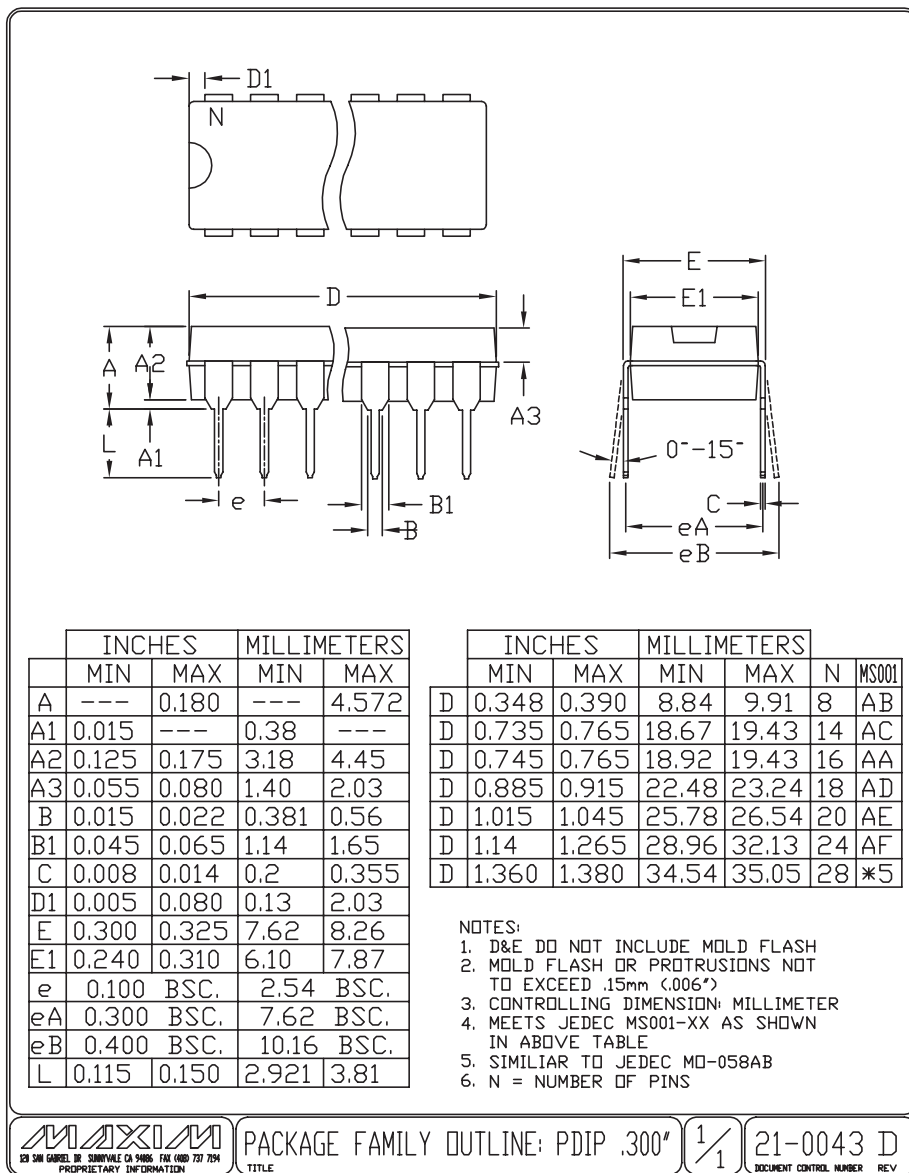 D1
N
D
E
E1
A
A2
A3
L
A1
0°-15°
e
B1
B
C
eA
eB
INCHES MILLIMETERS
MIN MAX MIN MAX
A --- 0.180 --- 4.572
A1 0.015 --- 0.38 ---
A2 0.125 0.175 3.18 4.45
A3 0.055 0.080 1.40 2.03
B 0.015 0.022 0.381 0.56
B1 0.045 0.065 1.14 1.65
C 0.008 0.014 0.2 0.355
D1 0.005 0.080 0.13 2.03
E 0.300 0.325 7.62 8.26
E1 0.240 0.310 6.10 7.87
e 0.100 BSC. 2.54 BSC.
eA 0.300 BSC. 7.62 BSC.
eB 0.400 BSC. 10.16 BSC.
L 0.115 0.150 2.921 3.81
INCHES MILLIMETERS
MIN MAX MIN MAX N MS001
D 0.348 0.390 8.84 9.91 8 AB
D 0.735 0.765 18.67 19.43 14 AC
D 0.745 0.765 18.92 19.43 16 AA
D 0.885 0.915 22.48 23.24 18 AD
D 1.015 1.045 25.78 26.54 20 AE
D 1.14 1.265 28.96 32.13 24 AF
D 1.360 1.380 34.54 35.05 28 *5
NOTES:
1. D&E DO NOT INCLUDE MOLD FLASH
2. MOLD FLASH OR PROTRUSIONS NOT
TO EXCEED .15mm (.006")
3. CONTROLLING DIMENSION: MILLIMETER
4. MEETS JEDEC MS001-XX AS SHOWN
IN ABOVE TABLE
5. SIMILIAR TO JEDEC MO-058AB
6. N = NUMBER OF PINS
MAXIM
120 SAN GABRIEL DR SUNNYVALE CA 94086 FAX (408) 737 7194
PROPRIETARY INFORMATION
PACKAGE FAMILY OUTLINE: PDIP .300"
TITLE
1/1
21-0043 D
DOCUMENT CONTROL NUMBER REV